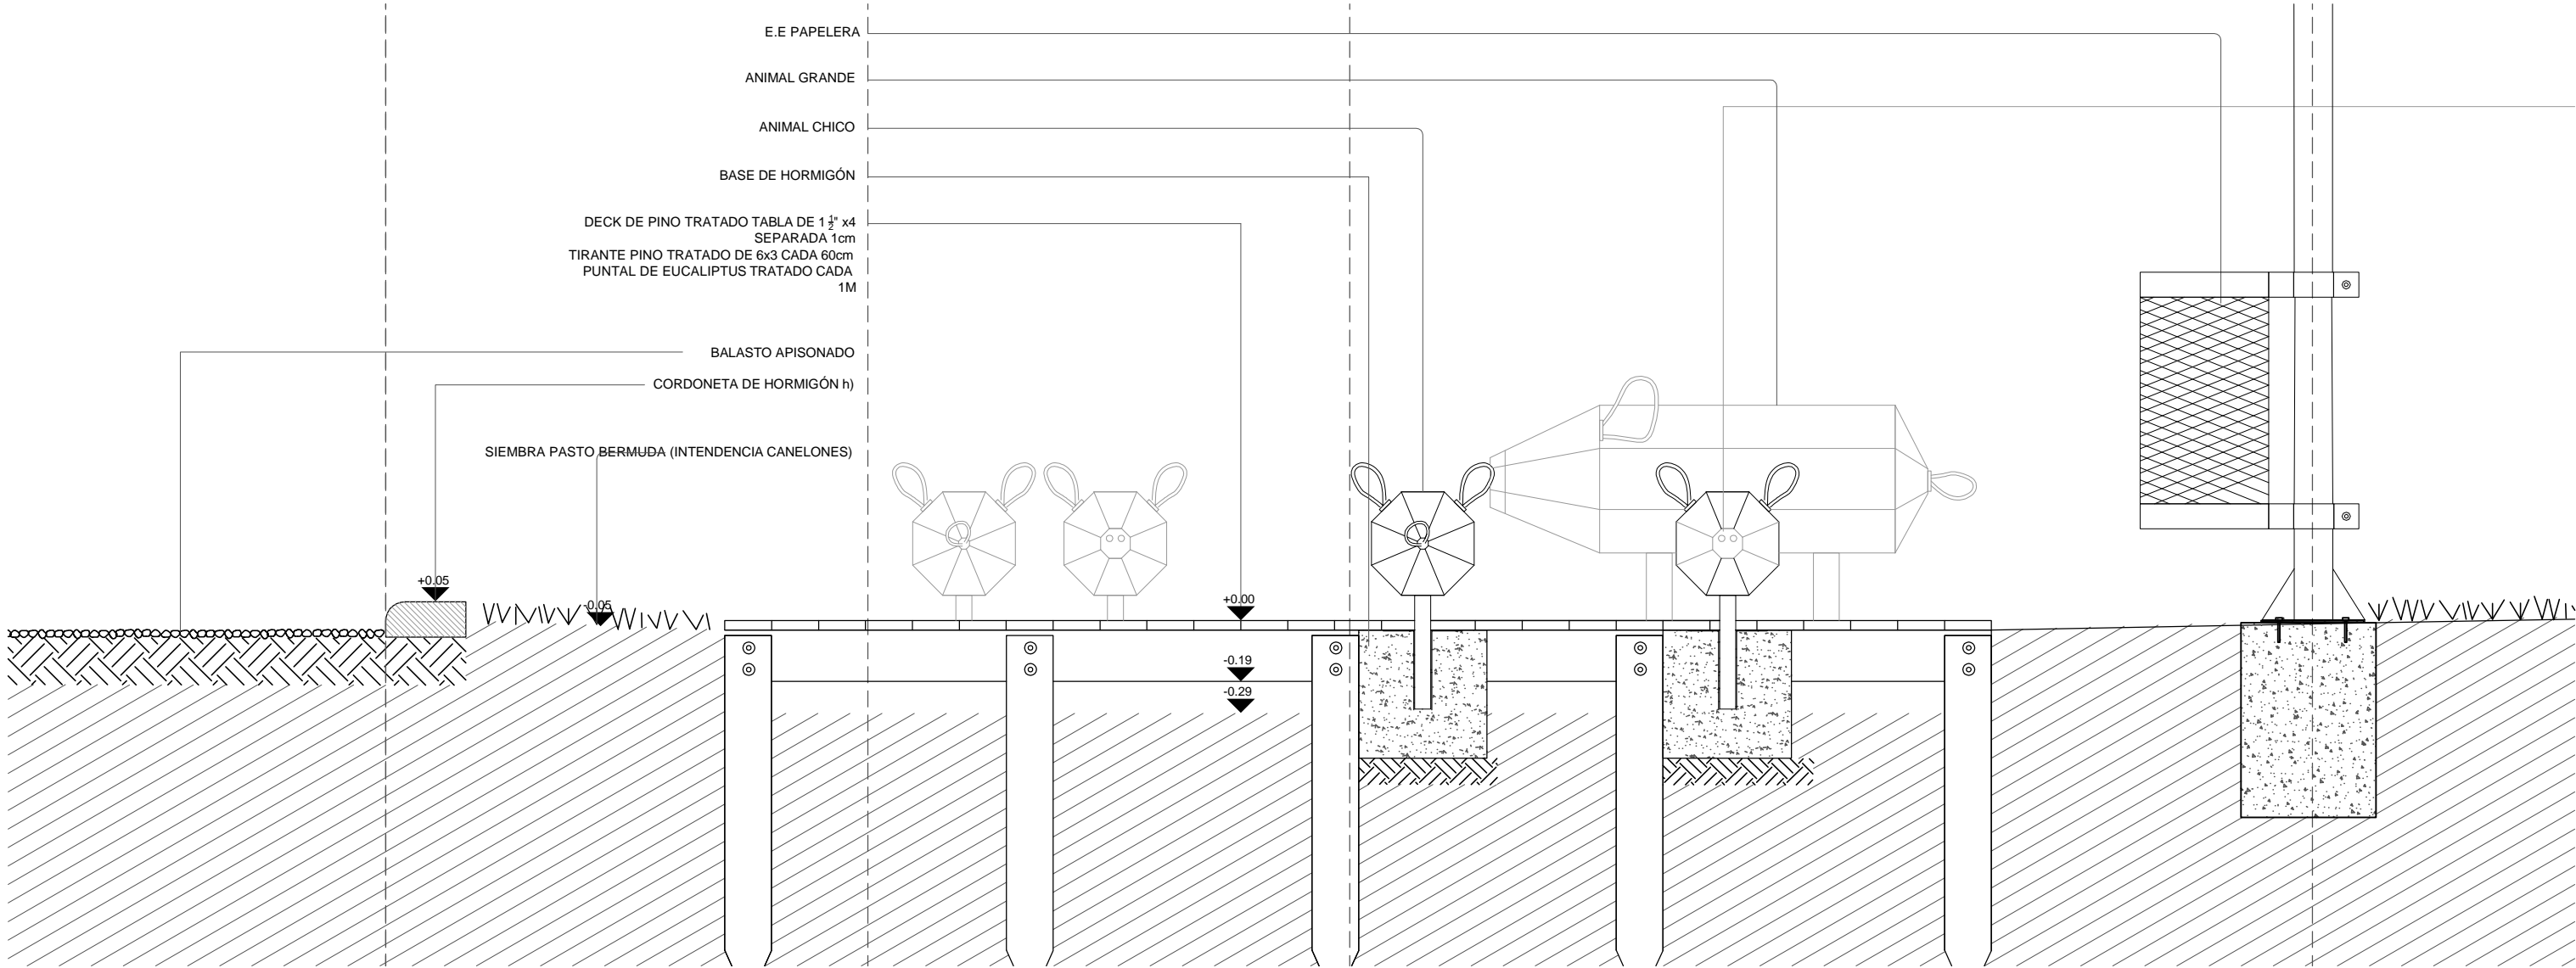 E.E PAPELERA
ANIMAL GRANDE
ANIMAL CHICO
BASE DE HORMIGÓN
DECK DE PINO TRATADO TABLA DE 1 1/2" x4
SEPARADA 1cm
TIRANTE PINO TRATADO DE 6x3 CADA 60cm
PUNTAL DE EUCALIPTUS TRATADO CADA
1M
BALASTO APISONADO
CORDONETA DE HORMIGÓN h)
SIEMBRA PASTO BERMUDA (INTENDENCIA CANELONES)
+0.05
-0.05
+0.00
-0.19
-0.29